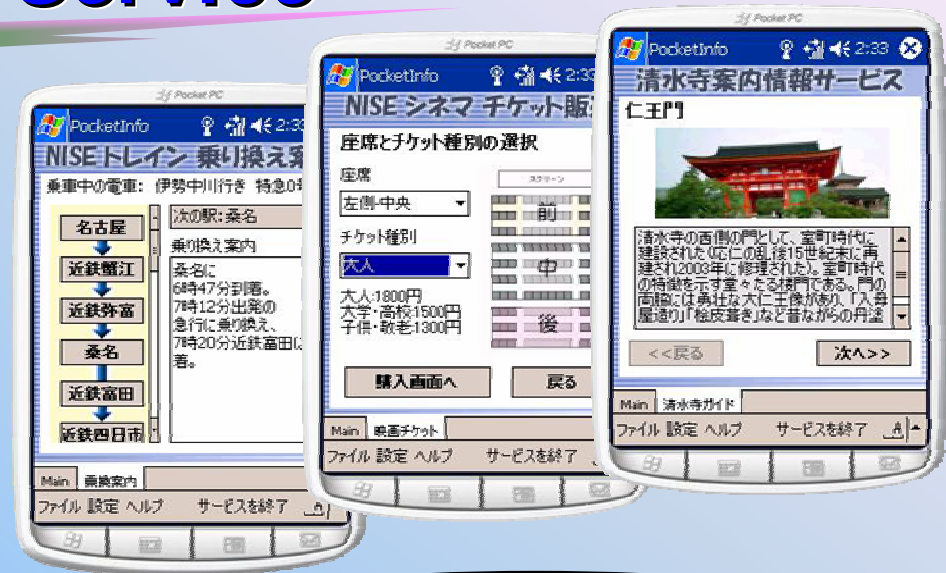 Service
Pocket PC
PocketInfo 2:33
NISEトレイン 乗り換え案
乗車中の電車: 伊勢中川行き 特急0号
名古屋
近鉄蟹江
近鉄弥富
桑名
近鉄富田
近鉄四日市
次の駅:桑名
乗り換え案内
桑名に
6時47分到着。
7時12分出発の
急行に乗り換え、
7時20分近鉄富田に
着。
Main 乗換案内
ファイル 設定 ヘルプ サービスを終了
Pocket PC
PocketInfo 2:33
NISE シネマ チケット販
座席とチケット種別の選択
座席
左側-中央
チケット種別
大人
大人:1800円
大学・高校:1500円
子供・敬老:1300円
スクリーン
前
中
後
購入画面へ 戻る
Main 映画チケット
ファイル 設定 ヘルプ サービスを終了
Pocket PC
PocketInfo 2:33
清水寺案内情報サービス
仁王門
清水寺の西側の門として、室町時代に
建設された(応仁の乱後15世紀末に再
建され2003年に修理された)。室町時代
の特徴を示す堂々たる楼門である。門の
両脇には勇壮な大仁王像があり、「入母
屋造り」「桧皮葺き」など昔ながらの丹塗
<<戻る 次へ>>
Main 清水寺ガイド
ファイル 設定 ヘルプ サービスを終了